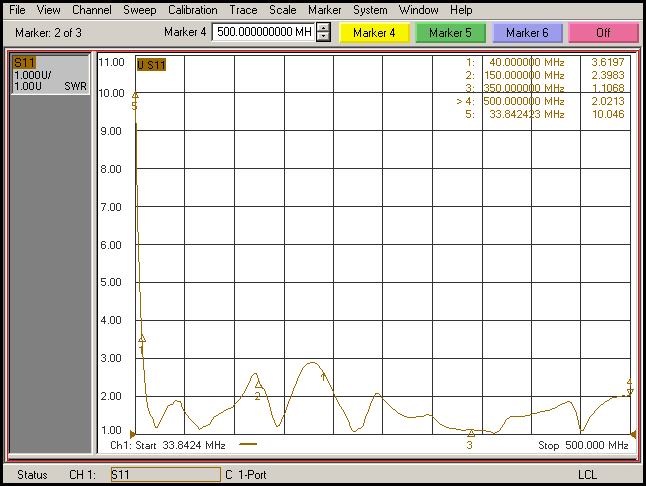 File View Channel Sweep Calibration Trace Scale Marker System Window Help
Marker: 2 of 3 Marker 4 500.000000000 MH Marker 4 Marker 5 Marker 6 Off
S11
1.000U/
1.00U SWR
U S11
1: 40.000000 MHz 3.6197
2: 150.000000 MHz 2.3983
3: 350.000000 MHz 1.1068
> 4: 500.000000 MHz 2.0213
5: 33.842423 MHz 10.046
11.00
10.00
9.00
8.00
7.00
6.00
5.00
4.00
3.00
2.00
1.00
5
1
2
1
3
Ch1: Start 33.8424 MHz Stop 500.000 MHz
Status CH 1: S11 C 1-Port LCL